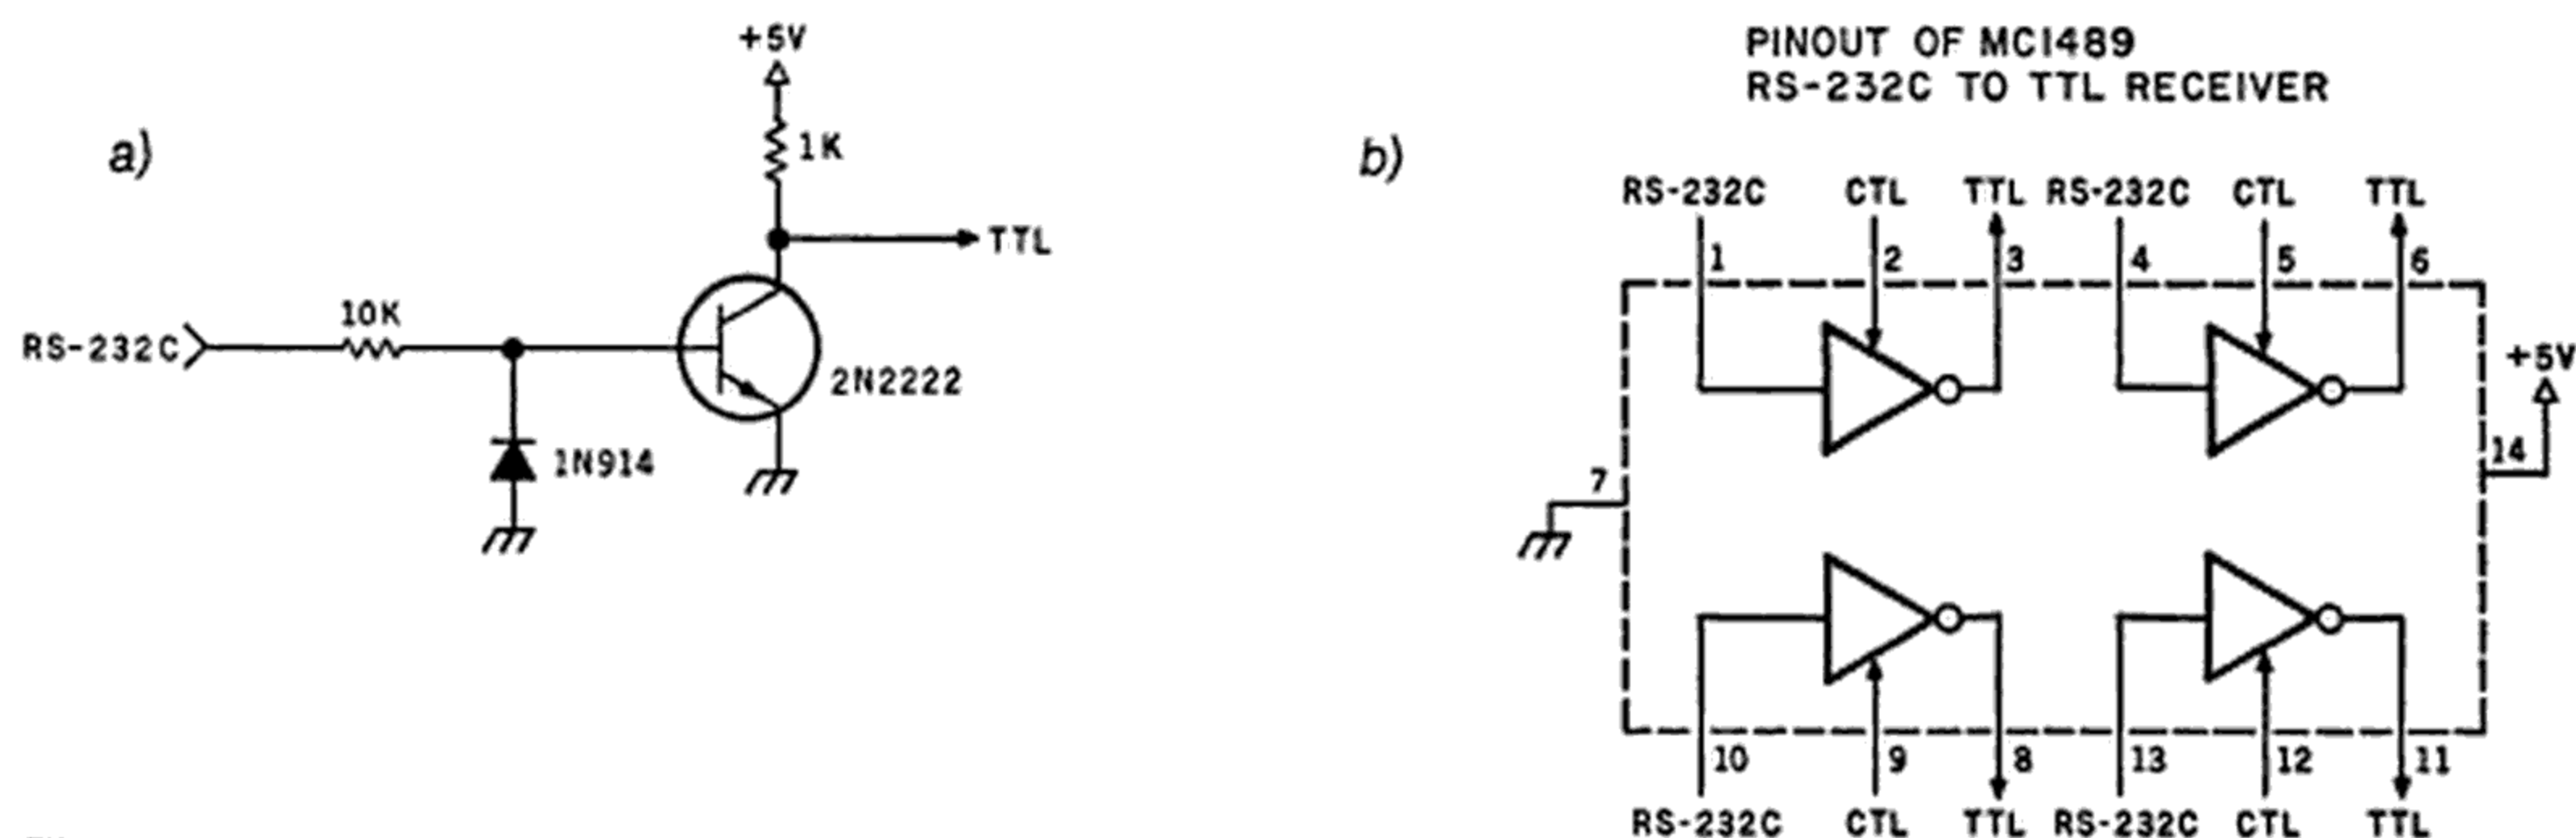 a)
+5V
1K
TTL
10K
RS-232C
2N2222
1N914
b)
PINOUT OF MC1489
RS-232C TO TTL RECEIVER
RS-232C CTL TTL RS-232C CTL TTL
1 2 3 4 5 6
+5V
14
7
10 9 8 13 12 11
RS-232C CTL TTL RS-232C CTL TTL